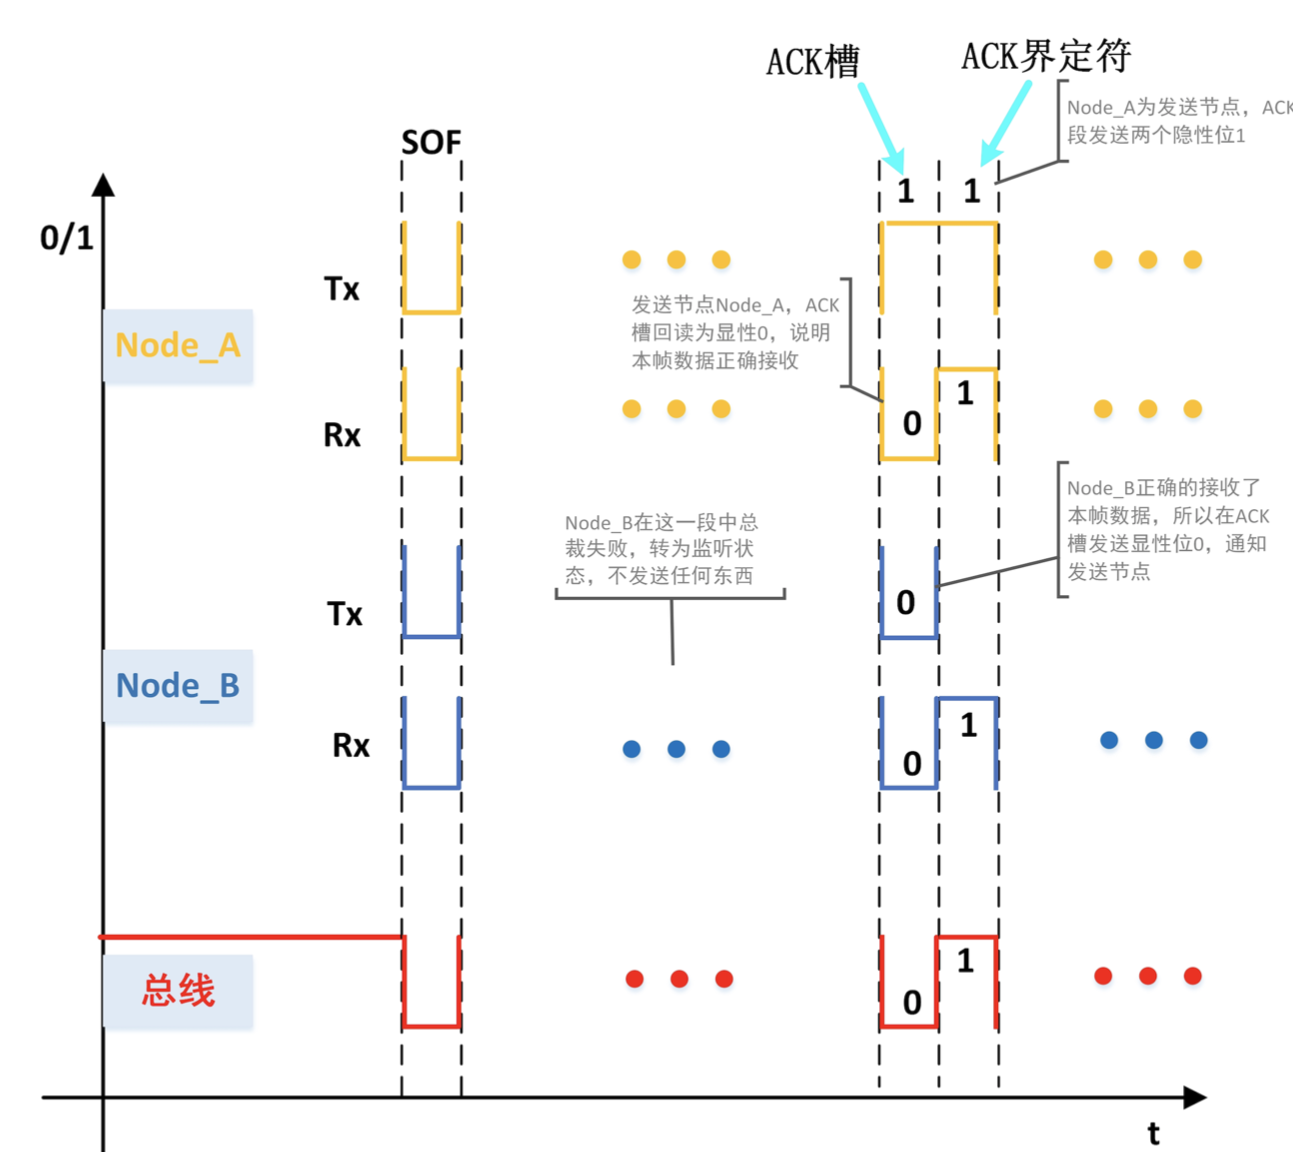 ACK槽
ACK界定符
Node_A为发送节点，ACK
段发送两个隐性位1
SOF
1
1
0/1
Tx
Node_A
发送节点Node_A，ACK
槽回读为显性0，说明
本帧数据正确接收
1
0
Rx
Node_B正确的接收了
本帧数据，所以在ACK
槽发送显性位0，通知
发送节点
Node_B在这一段中总
裁失败，转为监听状
态，不发送任何东西
0
Tx
Node_B
1
0
Rx
1
0
总线
t